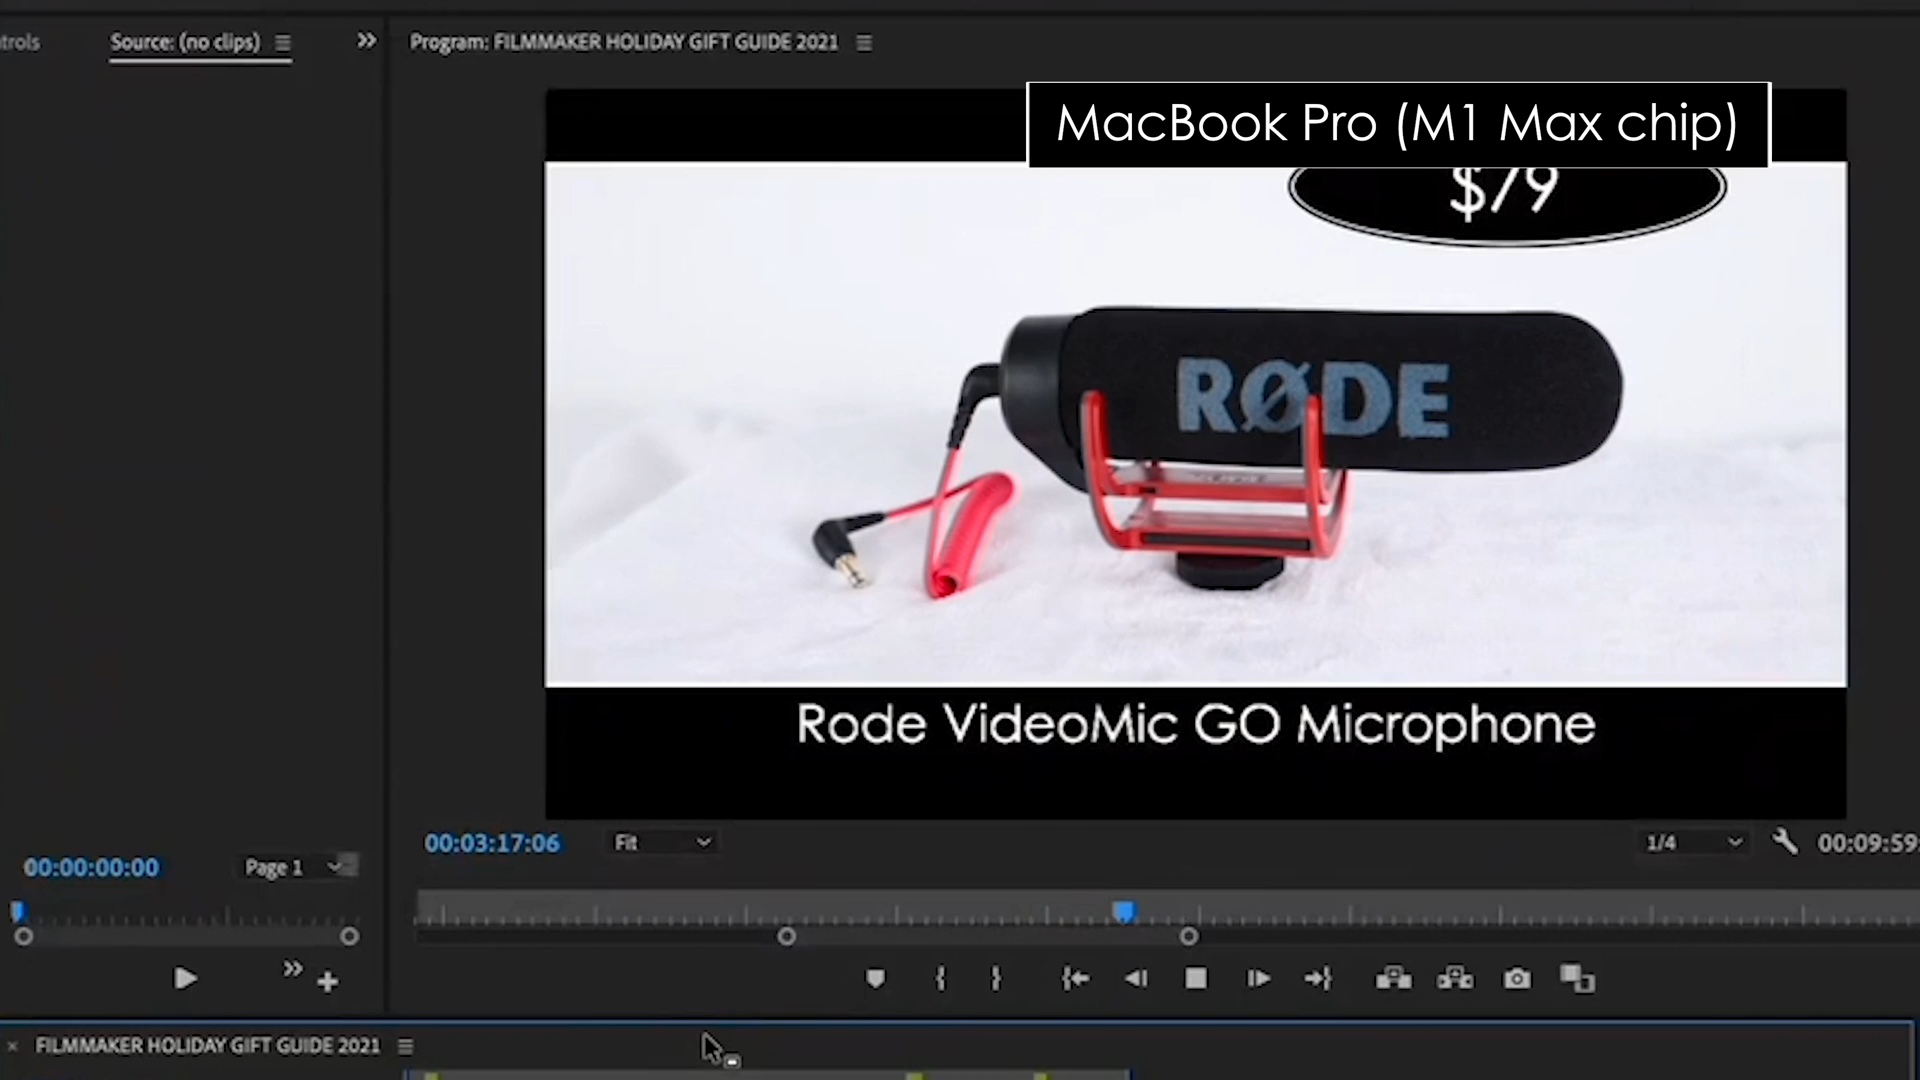 trols
Source: (no clips)
Program: FILMMAKER HOLIDAY GIFT GUIDE 2021
MacBook Pro (M1 Max chip)
$79
RØDE
Rode VideoMic GO Microphone
00:03:17:06
Fit
1/4
00:09:59
00:00:00:00
Page 1
FILMMAKER HOLIDAY GIFT GUIDE 2021